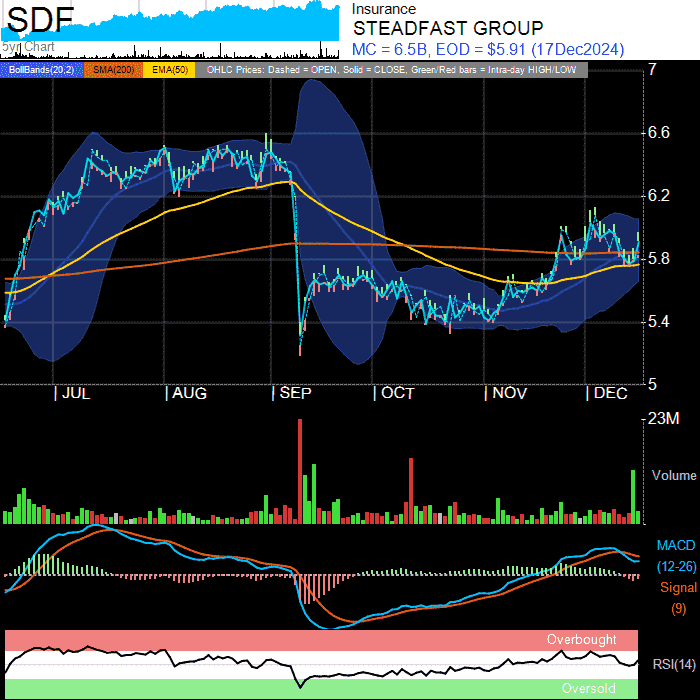 SDF
5yr Chart
Insurance
STEADFAST GROUP
MC = 6.5B, EOD = $5.91 (17Dec2024)
BollBands(20,2) SMA(200) EMA(50) OHLC Prices: Dashed = OPEN, Solid = CLOSE, Green/Red bars = Intra-day HIGH/LOW
7
6.6
6.2
5.8
5.4
5
| JUL | AUG | SEP | OCT | NOV | DEC
23M
Volume
MACD
(12-26)
Signal
(9)
Overbought
RSI(14)
Oversold